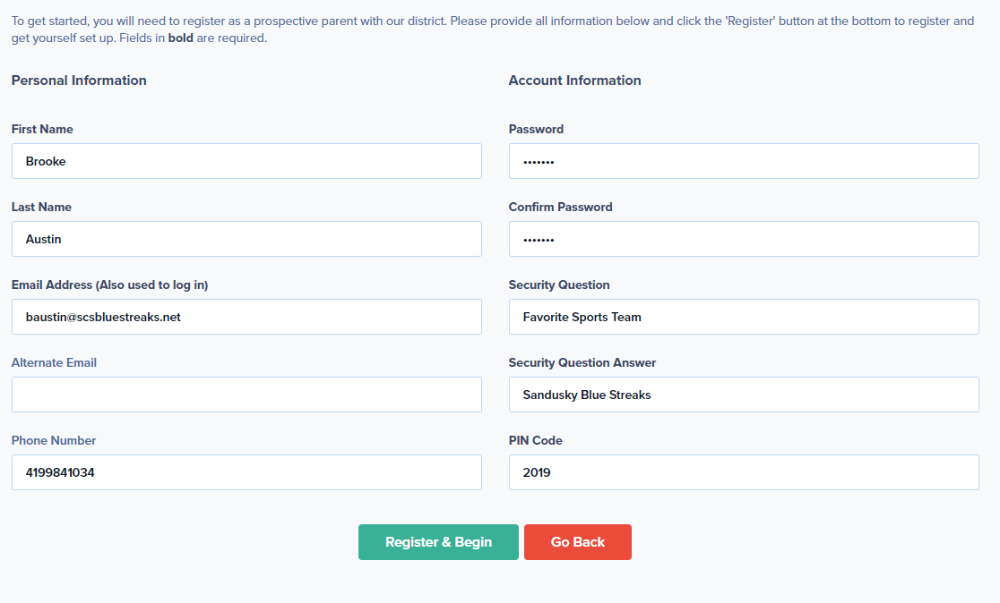 To get started, you will need to register as a prospective parent with our district. Please provide all information below and click the 'Register' button at the bottom to register and
get yourself set up. Fields in bold are required.
Personal Information
First Name
Brooke
Last Name
Austin
Email Address (Also used to log in)
baustin@scsbluestreaks.net
Alternate Email
Phone Number
4199841034
Account Information
Password
•••••••
Confirm Password
•••••••
Security Question
Favorite Sports Team
Security Question Answer
Sandusky Blue Streaks
PIN Code
2019
Register & Begin
Go Back